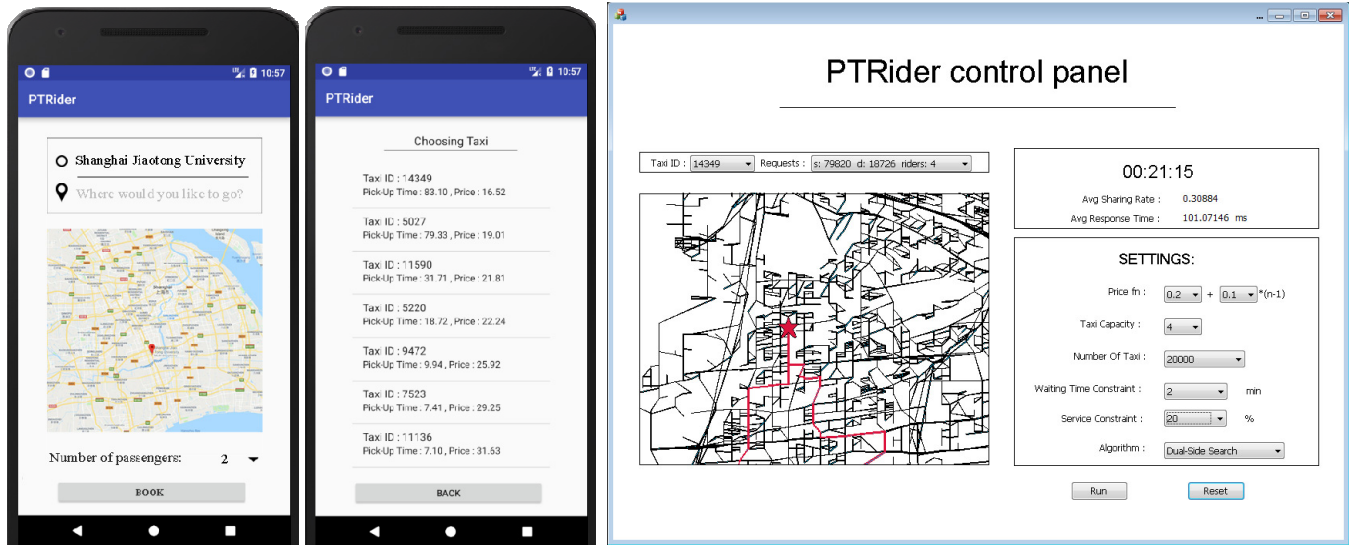 10:57
PTRider
Shanghai Jiaotong University
Where would you like to go?
Shanghai
Number of passengers: 2
BOOK
10:57
PTRider
Choosing Taxi
Taxi ID : 14349
Pick-Up Time : 83.10 , Price : 16.52
Taxi ID : 5027
Pick-Up Time : 79.33 , Price : 19.01
Taxi ID : 11590
Pick-Up Time : 31.71 , Price : 21.81
Taxi ID : 5220
Pick-Up Time : 18.72 , Price : 22.24
Taxi ID : 9472
Pick-Up Time : 9.94 , Price : 25.92
Taxi ID : 7523
Pick-Up Time : 7.41 , Price : 29.25
Taxi ID : 11136
Pick-Up Time : 7.10 , Price : 31.53
BACK
...
PTRider control panel
Taxi ID : 14349 Requests : s: 79820 d: 18726 riders: 4
00:21:15
Avg Sharing Rate : 0.30884
Avg Response Time : 101.07146 ms
SETTINGS:
Price fn : 0.2 + 0.1 *(n-1)
Taxi Capacity : 4
Number Of Taxi : 20000
Waiting Time Constraint : 2 min
Service Constraint : 20 %
Algorithm : Dual-Side Search
Run Reset